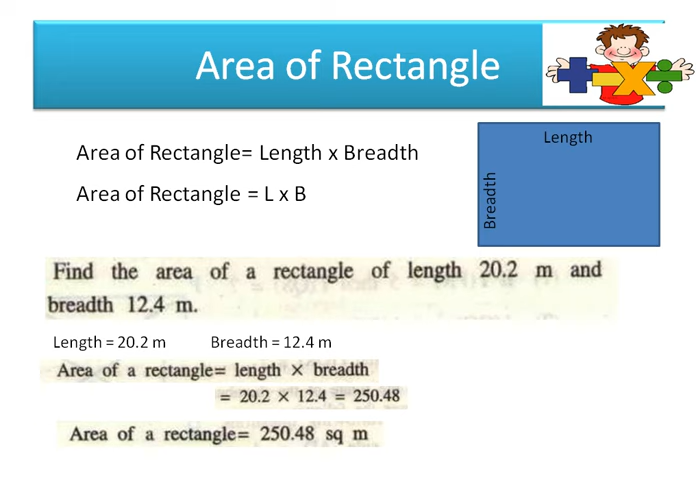 Area of Rectangle
Area of Rectangle= Length x Breadth
Area of Rectangle = L x B
Length
Breadth
Find the area of a rectangle of length 20.2 m and
breadth 12.4 m.
Length = 20.2 m Breadth = 12.4 m
Area of a rectangle= length × breadth
= 20.2 × 12.4 = 250.48
Area of a rectangle= 250.48 sq m